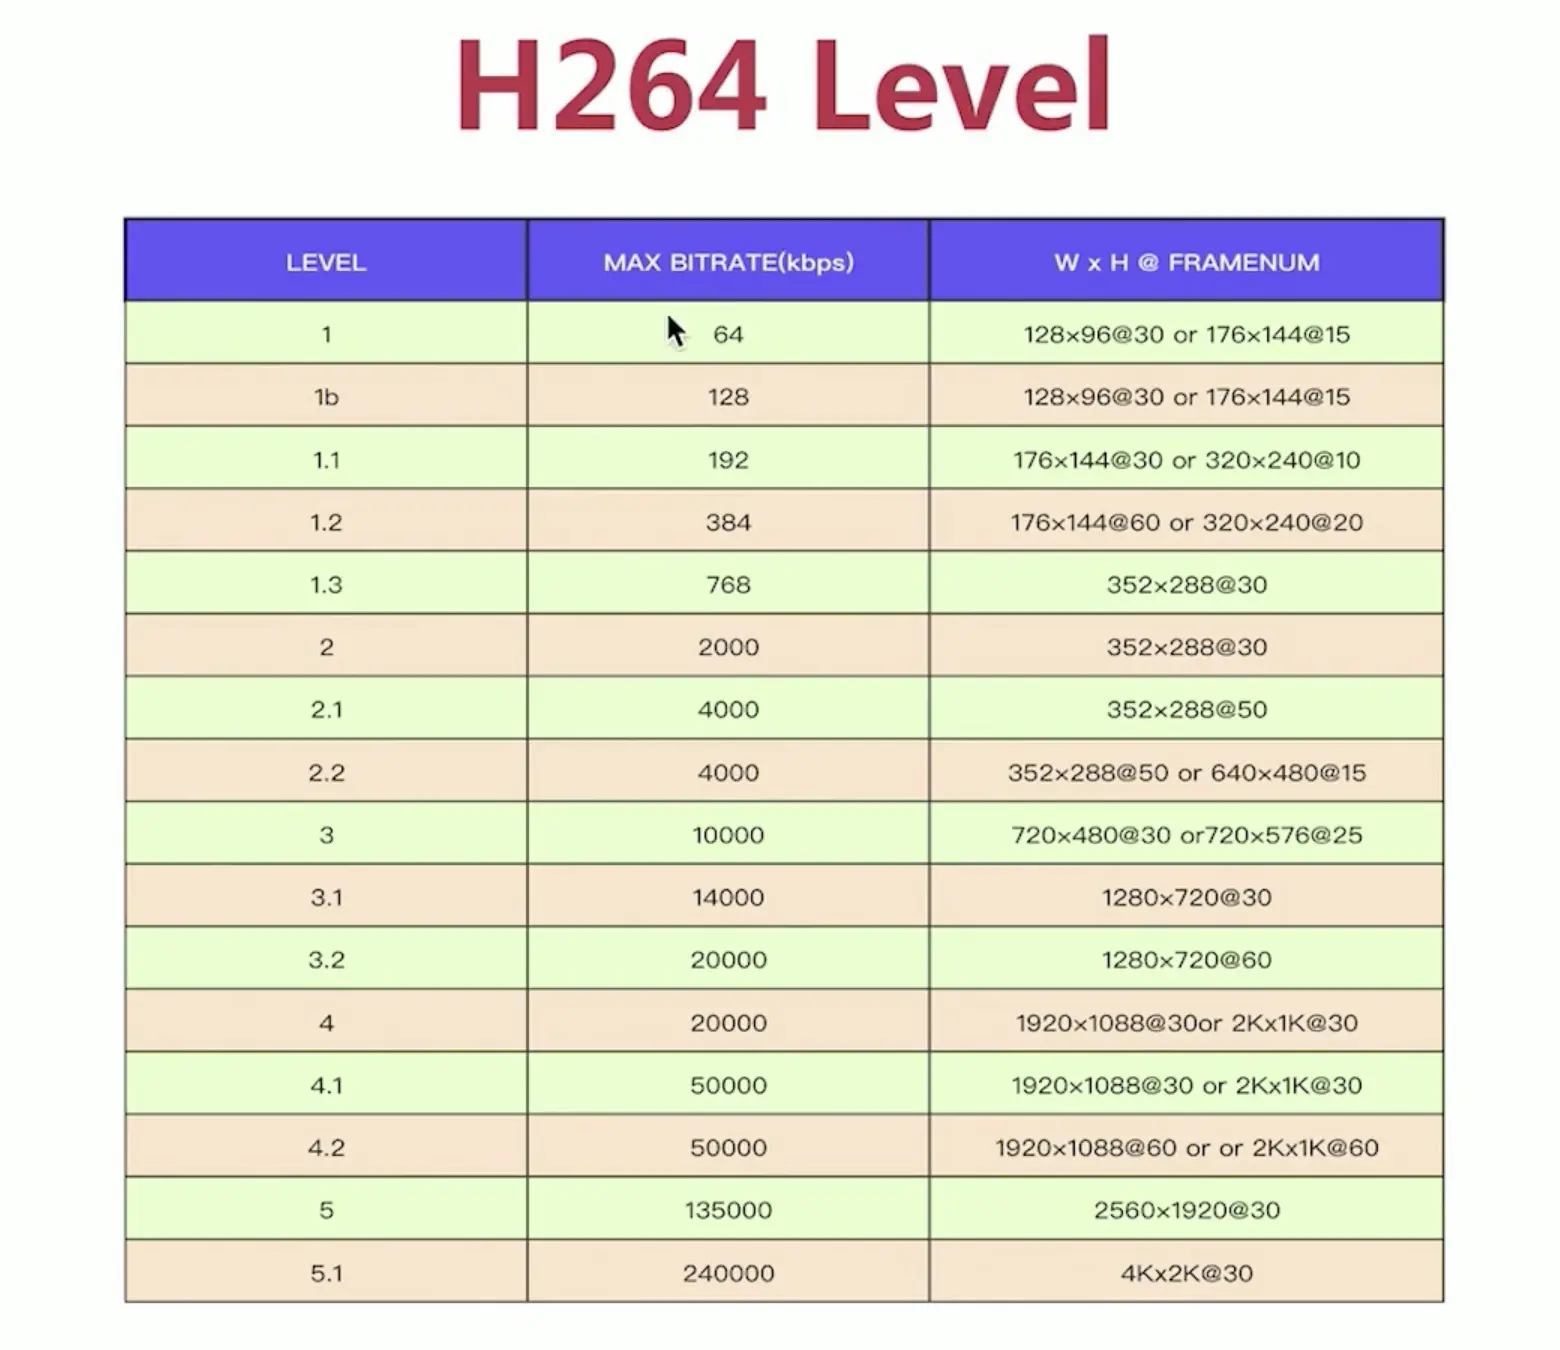 H264 Level
LEVEL MAX BITRATE(kbps) W x H @ FRAMENUM
1 64 128×96@30 or 176×144@15
1b 128 128×96@30 or 176×144@15
1.1 192 176×144@30 or 320×240@10
1.2 384 176×144@60 or 320×240@20
1.3 768 352×288@30
2 2000 352×288@30
2.1 4000 352×288@50
2.2 4000 352×288@50 or 640×480@15
3 10000 720×480@30 or720×576@25
3.1 14000 1280×720@30
3.2 20000 1280×720@60
4 20000 1920×1088@30or 2Kx1K@30
4.1 50000 1920×1088@30 or 2Kx1K@30
4.2 50000 1920×1088@60 or or 2Kx1K@60
5 135000 2560×1920@30
5.1 240000 4Kx2K@30